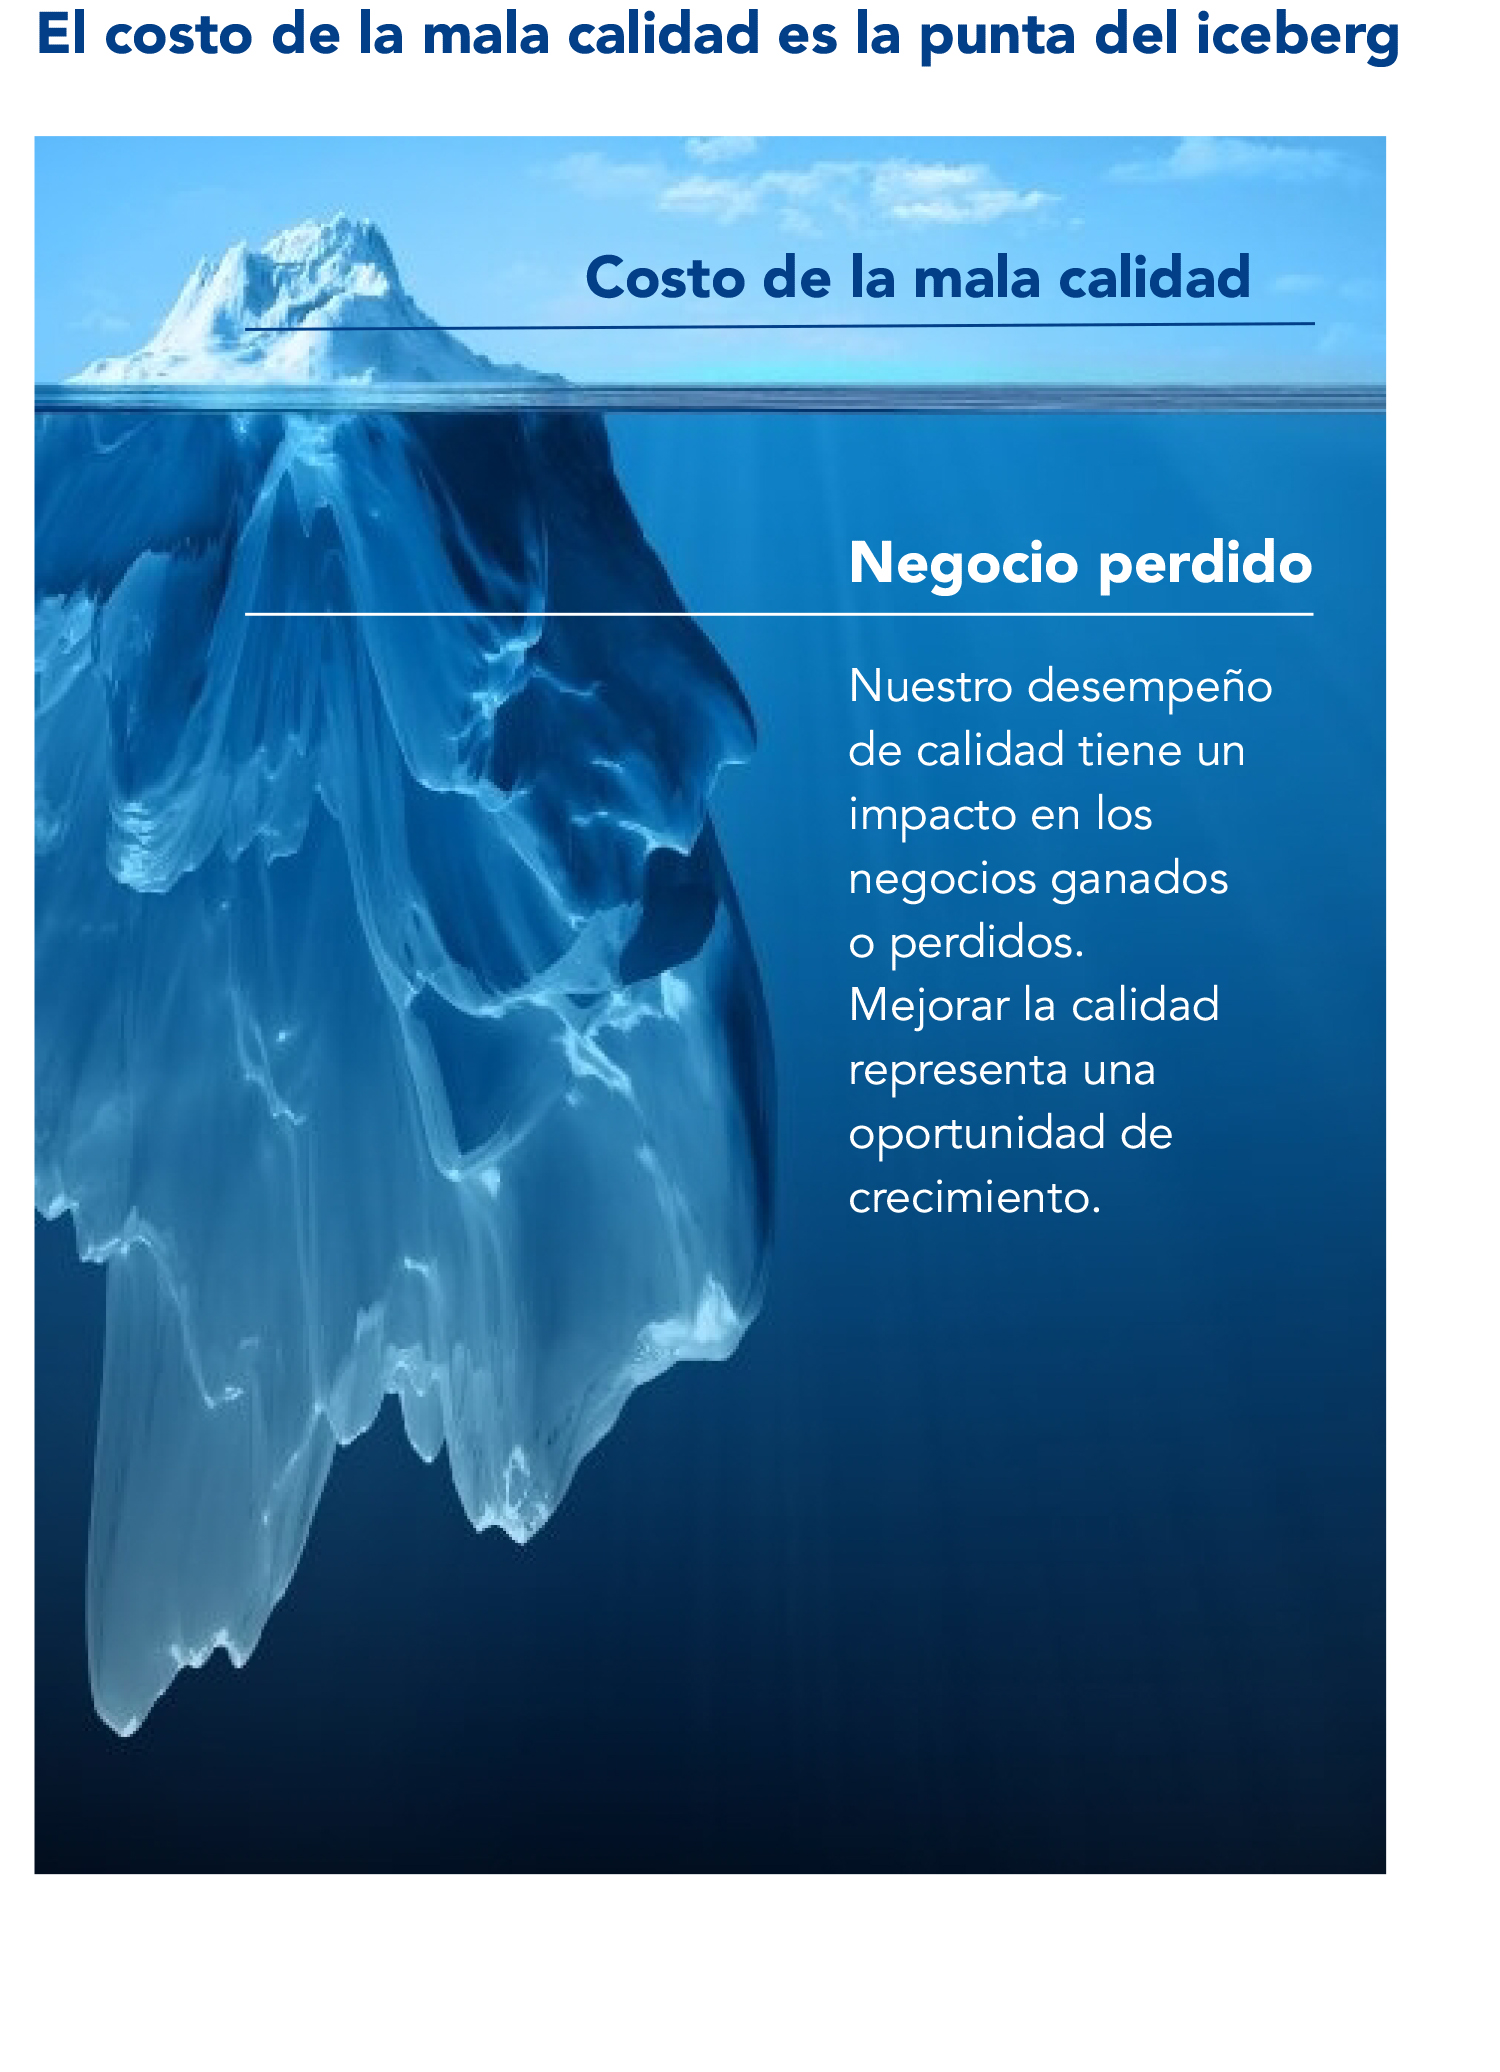 El costo de la mala calidad es la punta del iceberg
Costo de la mala calidad
Negocio perdido
Nuestro desempeño
de calidad tiene un
impacto en los
negocios ganados
o perdidos.
Mejorar la calidad
representa una
oportunidad de
crecimiento.